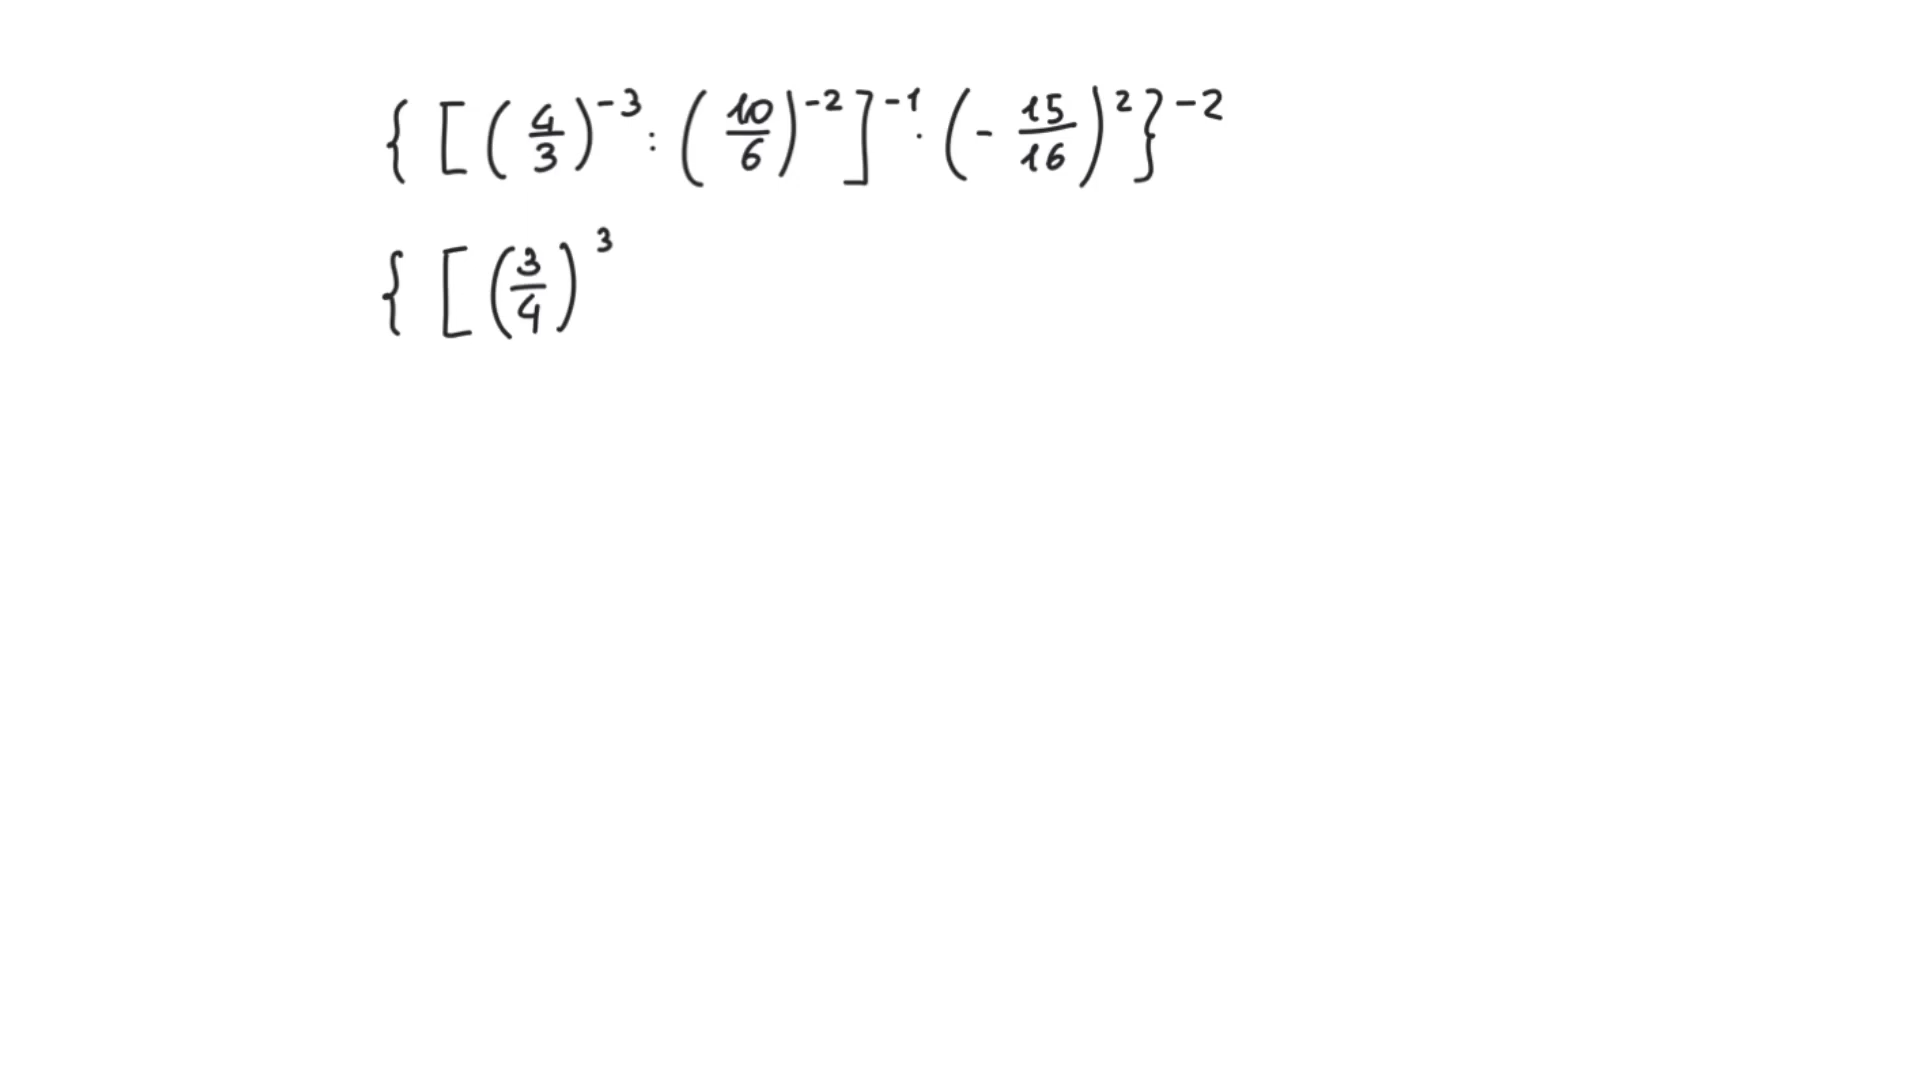 { [ ( 4/3 )^-3 : ( 10/6 )^-2 ]^-1 · ( - 15/16 )^2 }^-2
{ [ ( 3/4 )^3